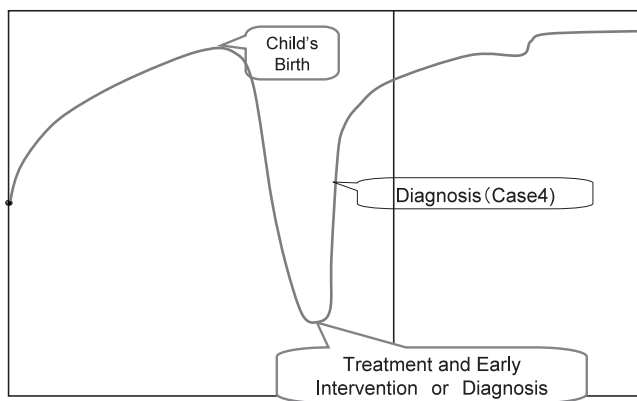 Child's
Birth
Diagnosis(Case4)
Treatment and Early
Intervention or Diagnosis